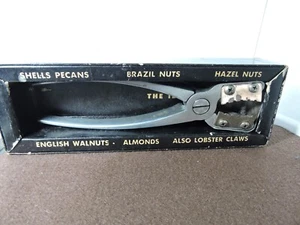 SHELLS PECANS BRAZIL NUTS HAZEL NUTS
THE
ENGLISH WALNUTS - ALMONDS ALSO LOBSTER CLAWS